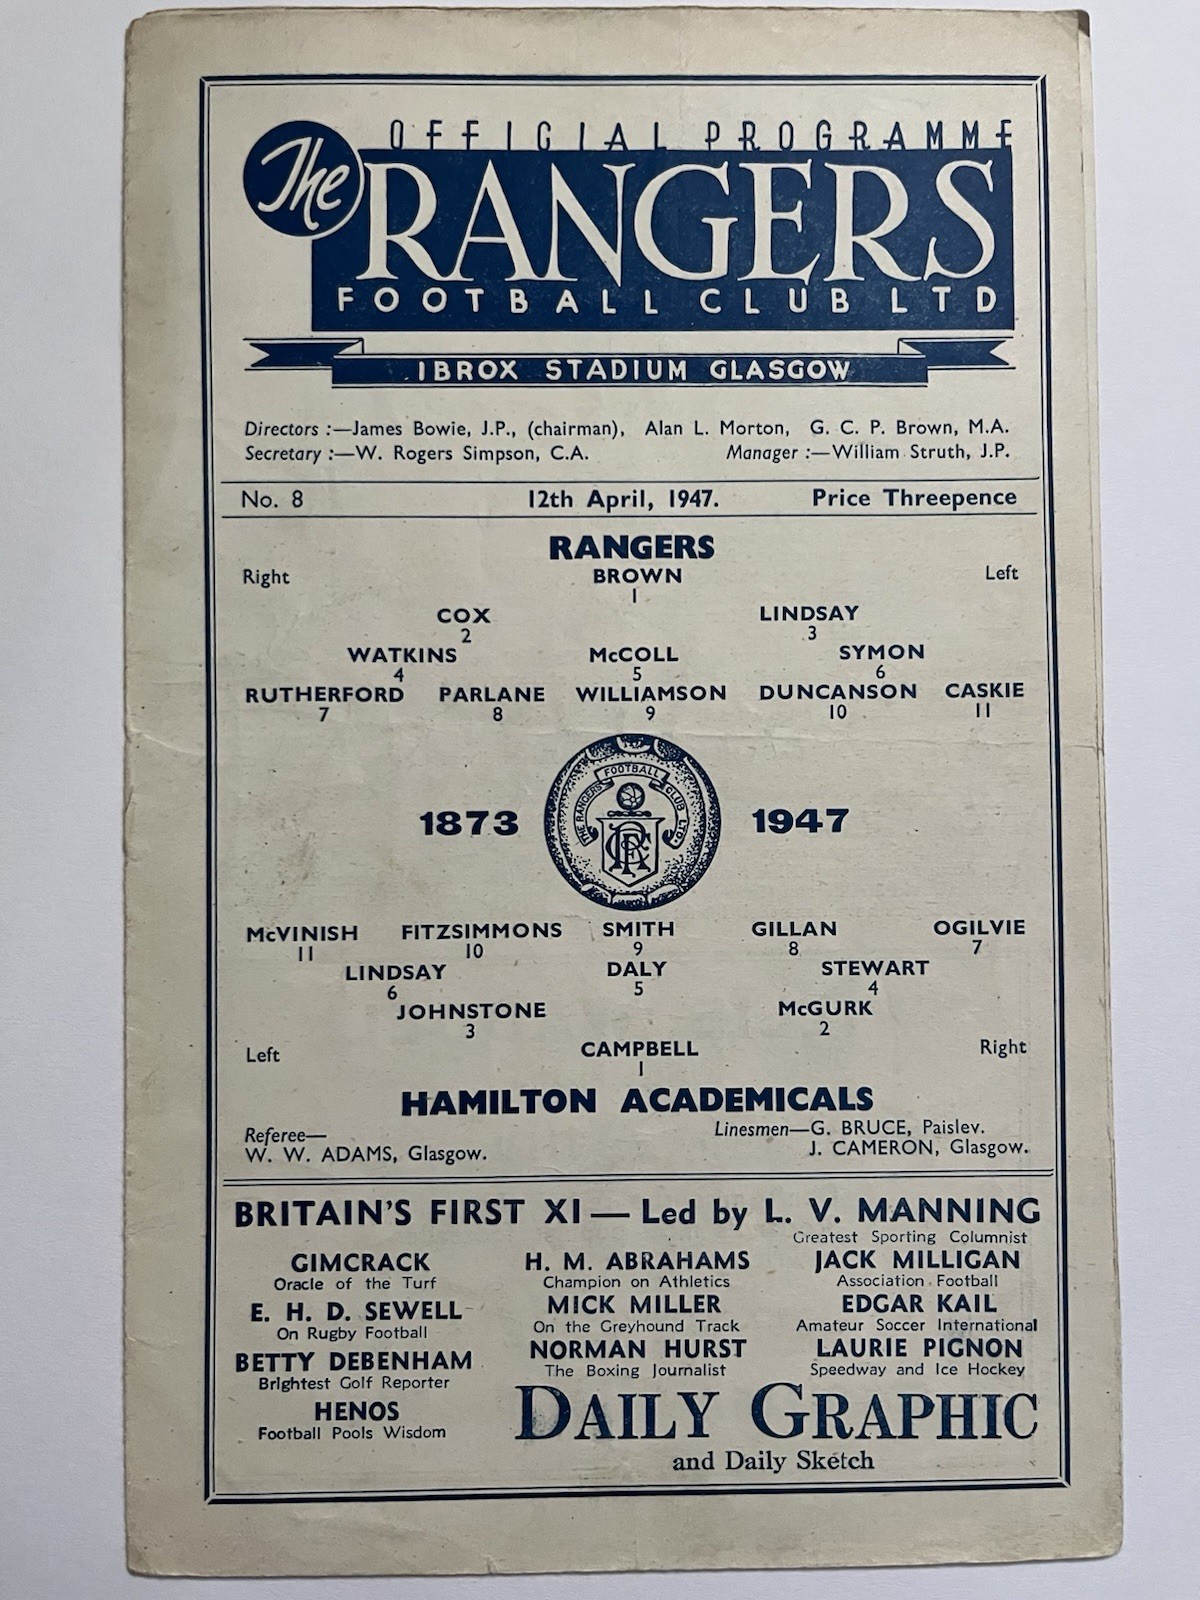 OFFICIAL PROGRAMME
The RANGERS
FOOTBALL CLUB LTD
IBROX STADIUM GLASGOW
Directors :—James Bowie, J.P., (chairman), Alan L. Morton, G. C. P. Brown, M.A.
Secretary :—W. Rogers Simpson, C.A. Manager :—William Struth, J.P.
No. 8 12th April, 1947. Price Threepence
RANGERS
Right BROWN Left
1
COX LINDSAY
2 3
WATKINS McCOLL SYMON
4 5 6
RUTHERFORD PARLANE WILLIAMSON DUNCANSON CASKIE
7 8 9 10 11
THE RANGERS FOOTBALL CLUB LTD.
1873 1947
McVINISH FITZSIMMONS SMITH GILLAN OGILVIE
11 10 9 8 7
LINDSAY DALY STEWART
6 5 4
JOHNSTONE McGURK
3 2
Left CAMPBELL Right
1
HAMILTON ACADEMICALS
Referee— Linesmen—G. BRUCE, Paisley.
W. W. ADAMS, Glasgow. J. CAMERON, Glasgow.
BRITAIN'S FIRST XI — Led by L. V. MANNING
Greatest Sporting Columnist
GIMCRACK H. M. ABRAHAMS JACK MILLIGAN
Oracle of the Turf Champion on Athletics Association Football
E. H. D. SEWELL MICK MILLER EDGAR KAIL
On Rugby Football On the Greyhound Track Amateur Soccer International
BETTY DEBENHAM NORMAN HURST LAURIE PIGNON
Brightest Golf Reporter The Boxing Journalist Speedway and Ice Hockey
HENOS
Football Pools Wisdom
DAILY GRAPHIC
and Daily Sketch